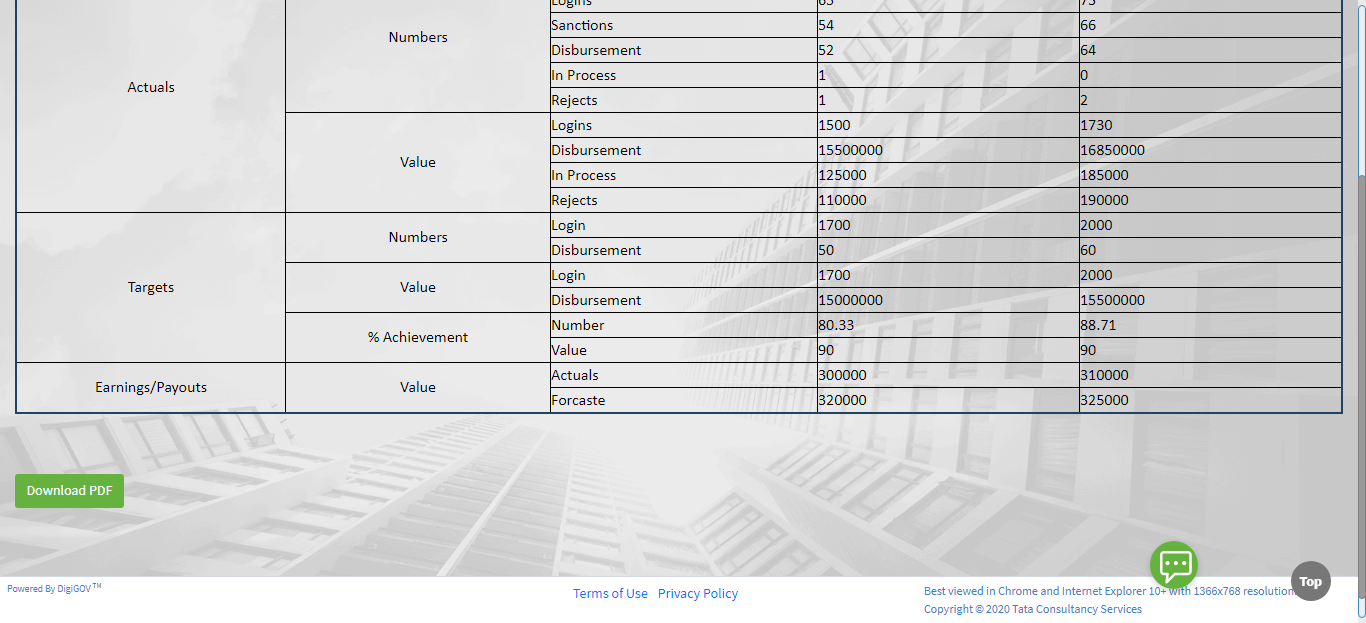 Logins 65 75
Sanctions 54 66
Numbers
Disbursement 52 64
In Process 1 0
Actuals
Rejects 1 2
Logins 1500 1730
Disbursement 15500000 16850000
Value
In Process 125000 185000
Rejects 110000 190000
Login 1700 2000
Numbers
Disbursement 50 60
Login 1700 2000
Targets Value
Disbursement 15000000 15500000
Number 80.33 88.71
% Achievement
Value 90 90
Actuals 300000 310000
Earnings/Payouts Value
Forcaste 320000 325000
Download PDF
Top
Powered By DigiGOV TM
Terms of Use Privacy Policy
Best viewed in Chrome and Internet Explorer 10+ with 1366x768 resolution.
Copyright © 2020 Tata Consultancy Services